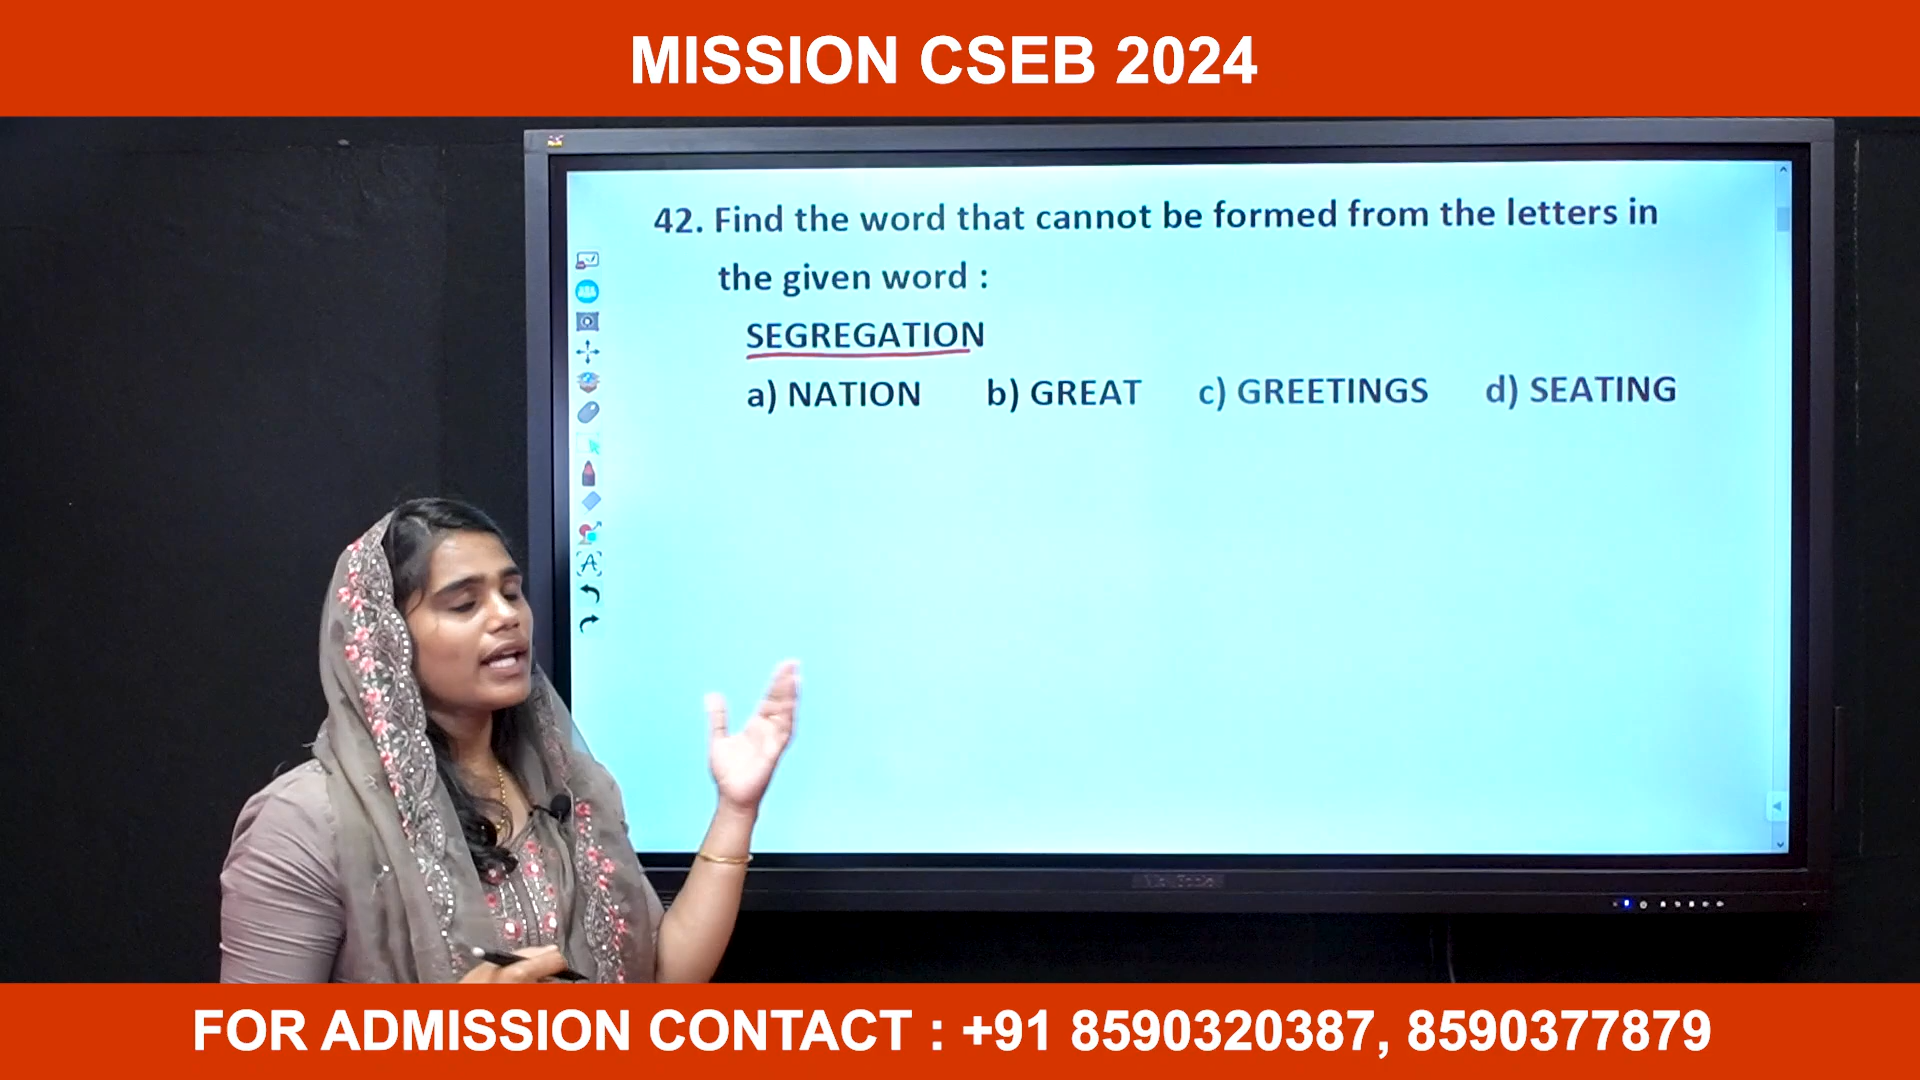 MISSION CSEB 2024
42. Find the word that cannot be formed from the letters in
the given word :
SEGREGATION
a) NATION b) GREAT c) GREETINGS d) SEATING
FOR ADMISSION CONTACT : +91 8590320387, 8590377879